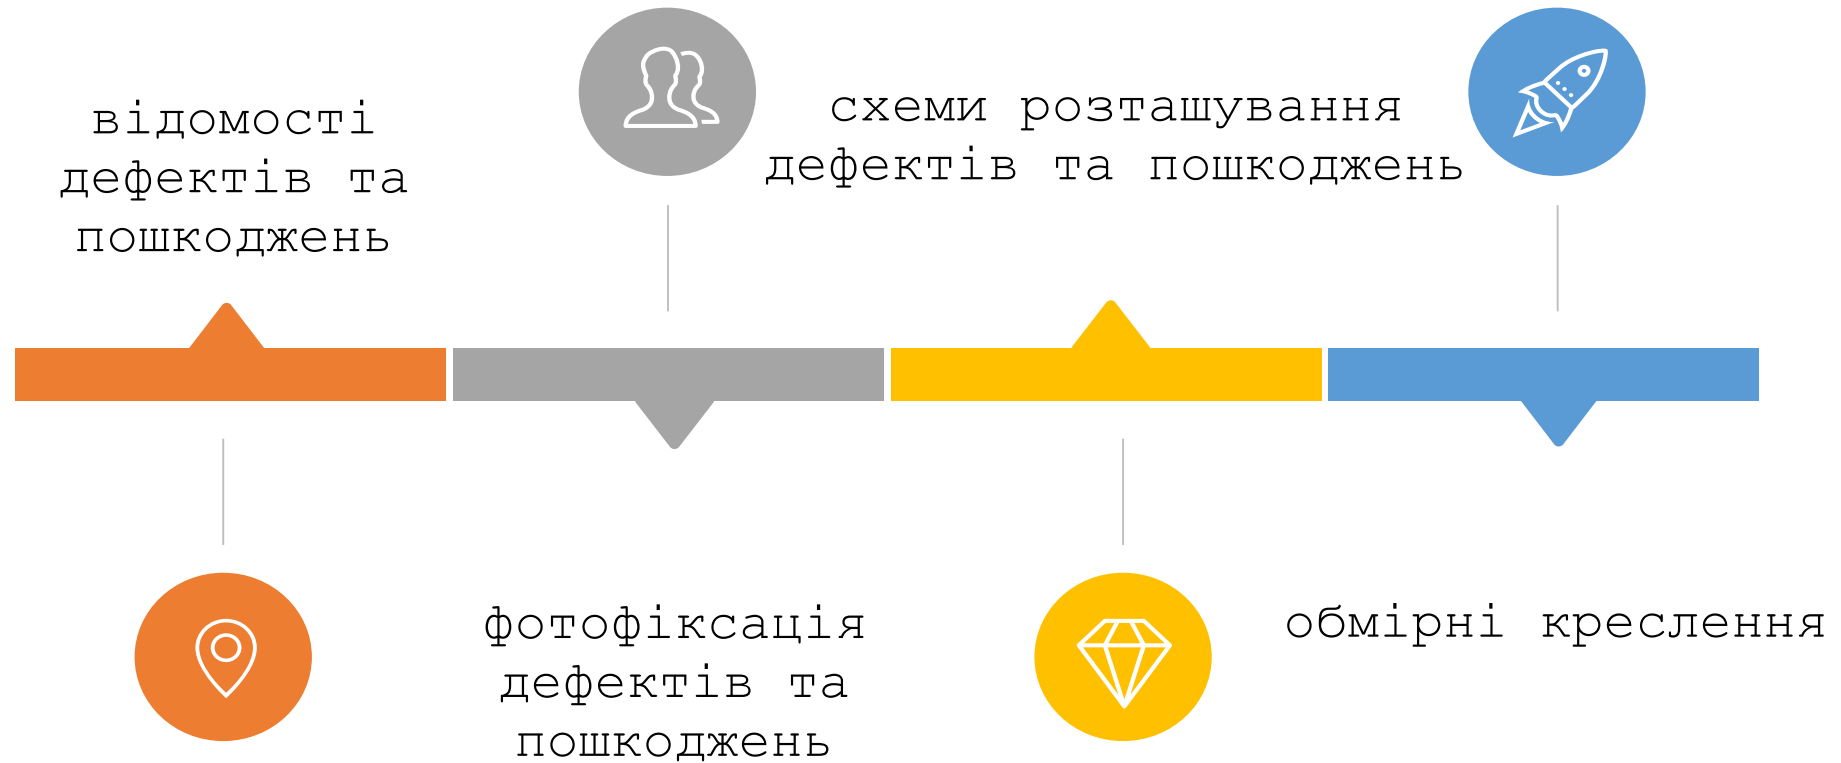 відомості
дефектів та
пошкоджень
фотофіксація
дефектів та
пошкоджень
схеми розташування
дефектів та пошкоджень
обмірні креслення